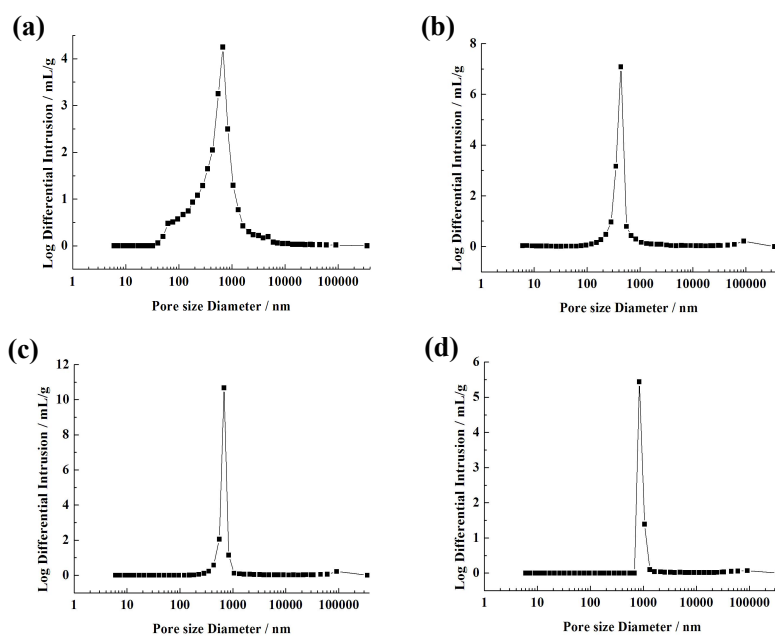 (a)
Log Differential Intrusion / mL/g
4
3
2
1
0
1 10 100 1000 10000 100000
Pore size Diameter / nm
(b)
Log Differential Intrusion / mL/g
8
6
4
2
0
1 10 100 1000 10000 100000
Pore size Diameter / nm
(c)
Log Differential Intrusion / mL/g
12
10
8
6
4
2
0
1 10 100 1000 10000 100000
Pore size Diameter / nm
(d)
Log Differential Intrusion / mL/g
6
5
4
3
2
1
0
1 10 100 1000 10000 100000
Pore size Diameter / nm